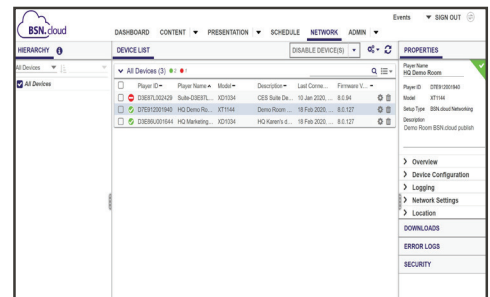 BSN.cloud
Events ▼ SIGN OUT
DASHBOARD CONTENT ▼ PRESENTATION ▼ SCHEDULE NETWORK ADMIN ▼
HIERARCHY
DEVICE LIST
DISABLE DEVICE(S) ▼
PROPERTIES
All Devices
All Devices
All Devices (3) 2 1
Player ID Player Name Model Description Last Conne... Firmware V...
D3E87L002429 Suite-D3E87L... XD1034 CES Suite De... 10 Jan 2020, ... 8.0.94
D7E912001940 HQ Demo Ro... XT1144 Demo Room ... 18 Feb 2020, ... 8.0.127
D3E86U001644 HQ Marketing... XD1034 HQ Karen's d... 18 Feb 2020, ... 8.0.127
Player Name
HQ Demo Room
Player ID D7E912001940
Model XT1144
Setup Type BSN.cloud Networking
Description
Demo Room BSN.cloud publish
Overview
Device Configuration
Logging
Network Settings
Location
DOWNLOADS
ERROR LOGS
SECURITY